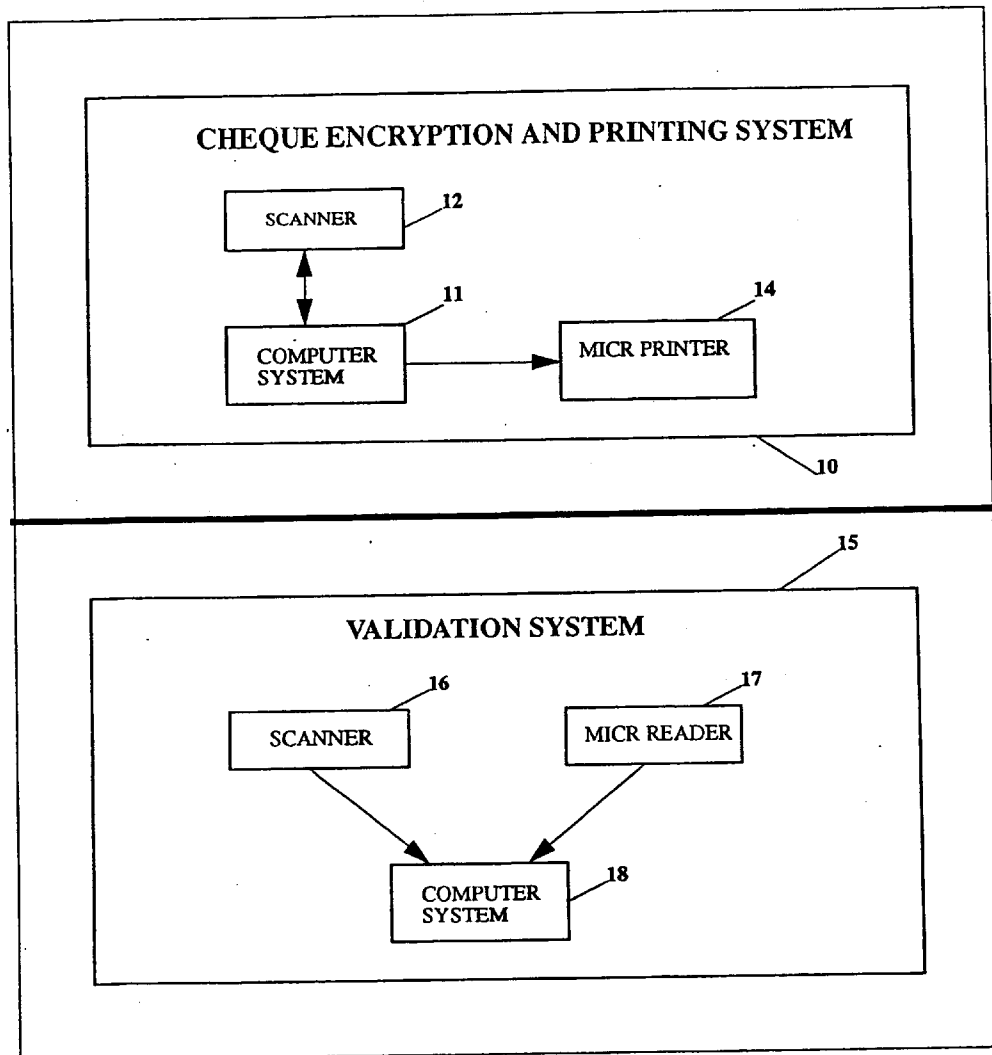 CHEQUE ENCRYPTION AND PRINTING SYSTEM
SCANNER
12
11
COMPUTER
SYSTEM
14
MICR PRINTER
10
15
VALIDATION SYSTEM
16
SCANNER
17
MICR READER
COMPUTER
SYSTEM
18